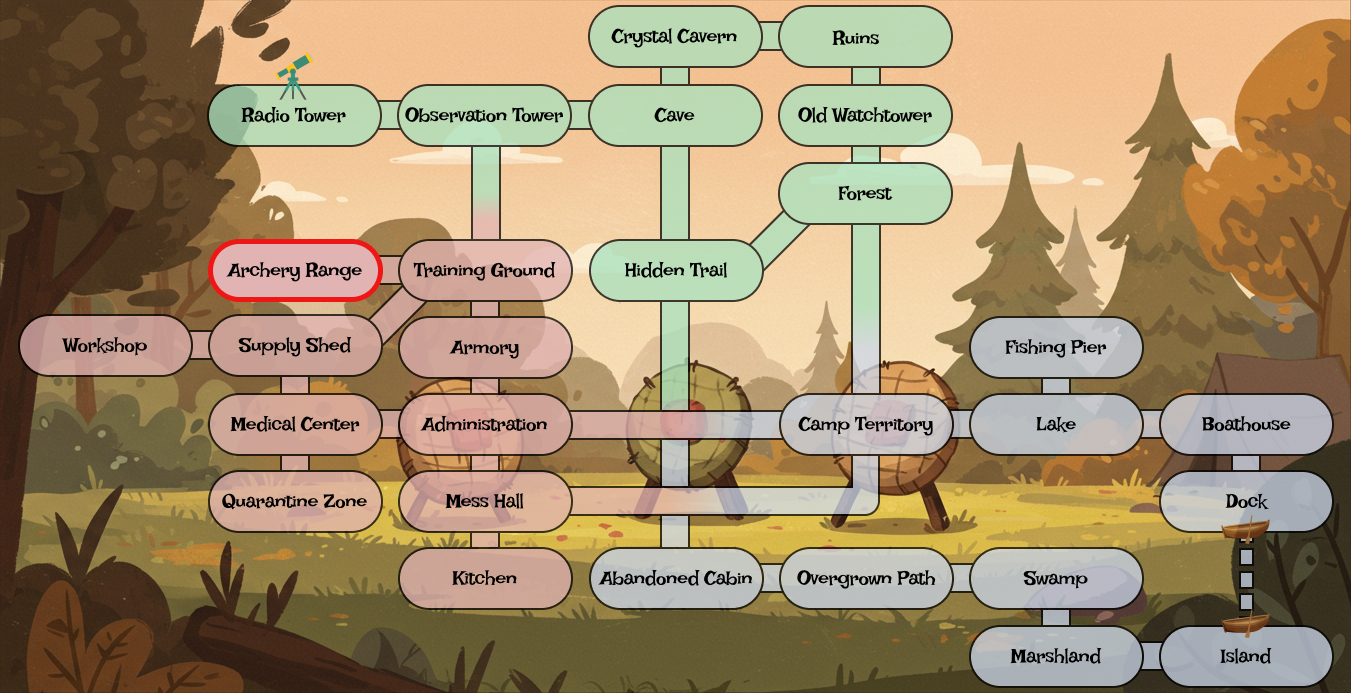 Crystal Cavern
Ruins
Radio Tower
Observation Tower
Cave
Old Watchtower
Forest
Archery Range
Training Ground
Hidden Trail
Workshop
Supply Shed
Armory
Fishing Pier
Medical Center
Administration
Camp Territory
Lake
Boathouse
Quarantine Zone
Mess Hall
Dock
Kitchen
Abandoned Cabin
Overgrown Path
Swamp
Marshland
Island